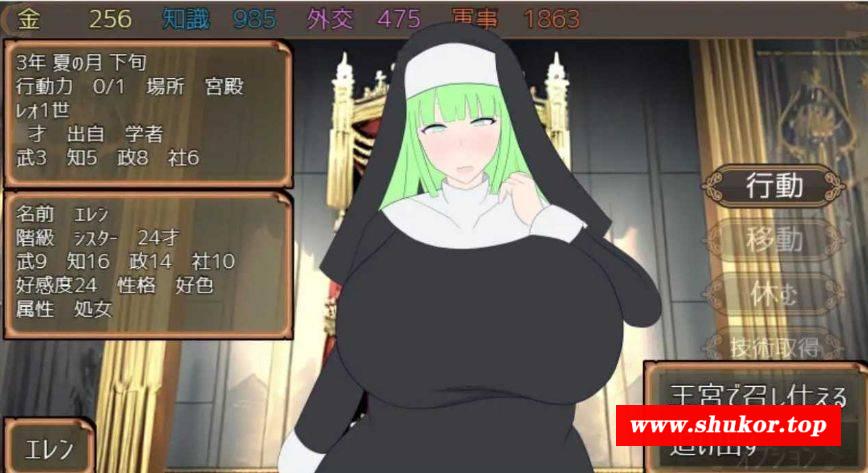 金 256 知識 985 外交 475 軍事 1863
3年 夏の月 下旬
行動力 0/1 場所 宮殿
ﾚｵ1世
才 出自 学者
武3 知5 政8 社6
名前 ｴﾚﾝ
階級 ｼｽﾀｰ 24才
武9 知16 政14 社10
好感度24 性格 好色
属性 処女
行動
移動
休む
技術取得
王宮で召し仕える
www.shukor.top
追い出す
エレン